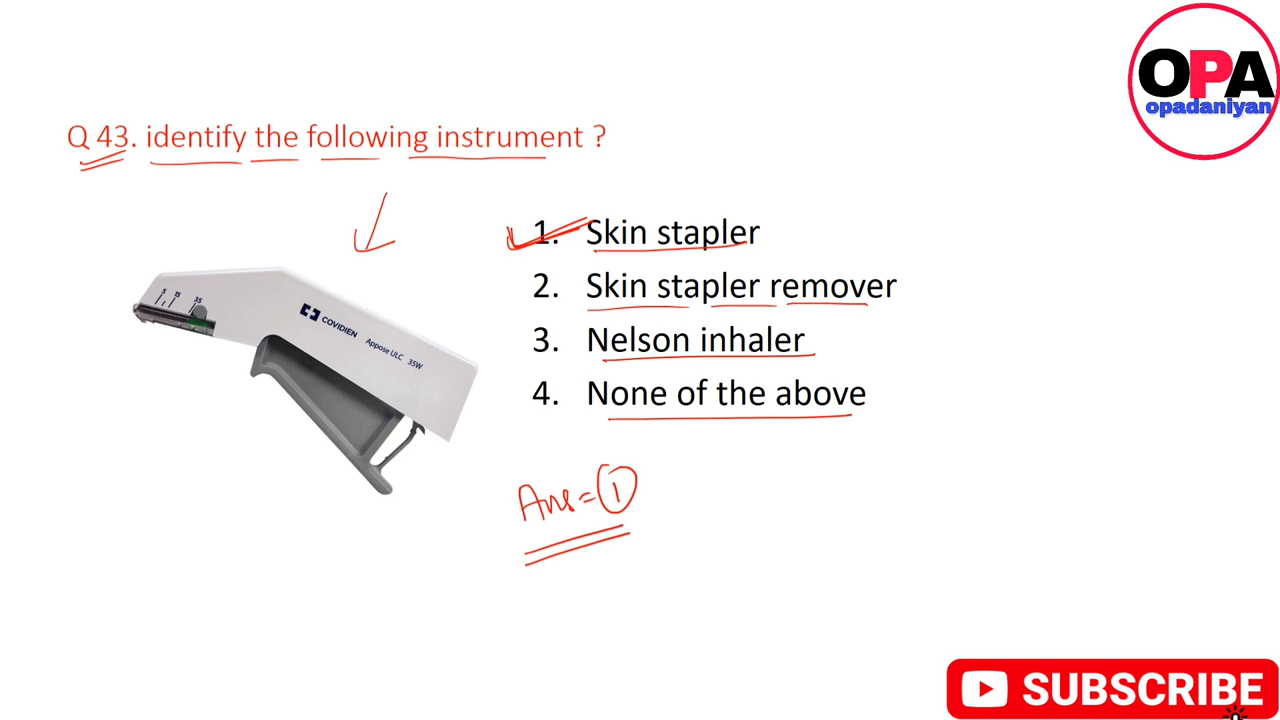 OPA
opadaniyan
Q 43. identify the following instrument ?
1. Skin stapler
2. Skin stapler remover
3. Nelson inhaler
4. None of the above
5 15 35
COVIDIEN Appose ULC 35W
Ans = 1
SUBSCRIBE